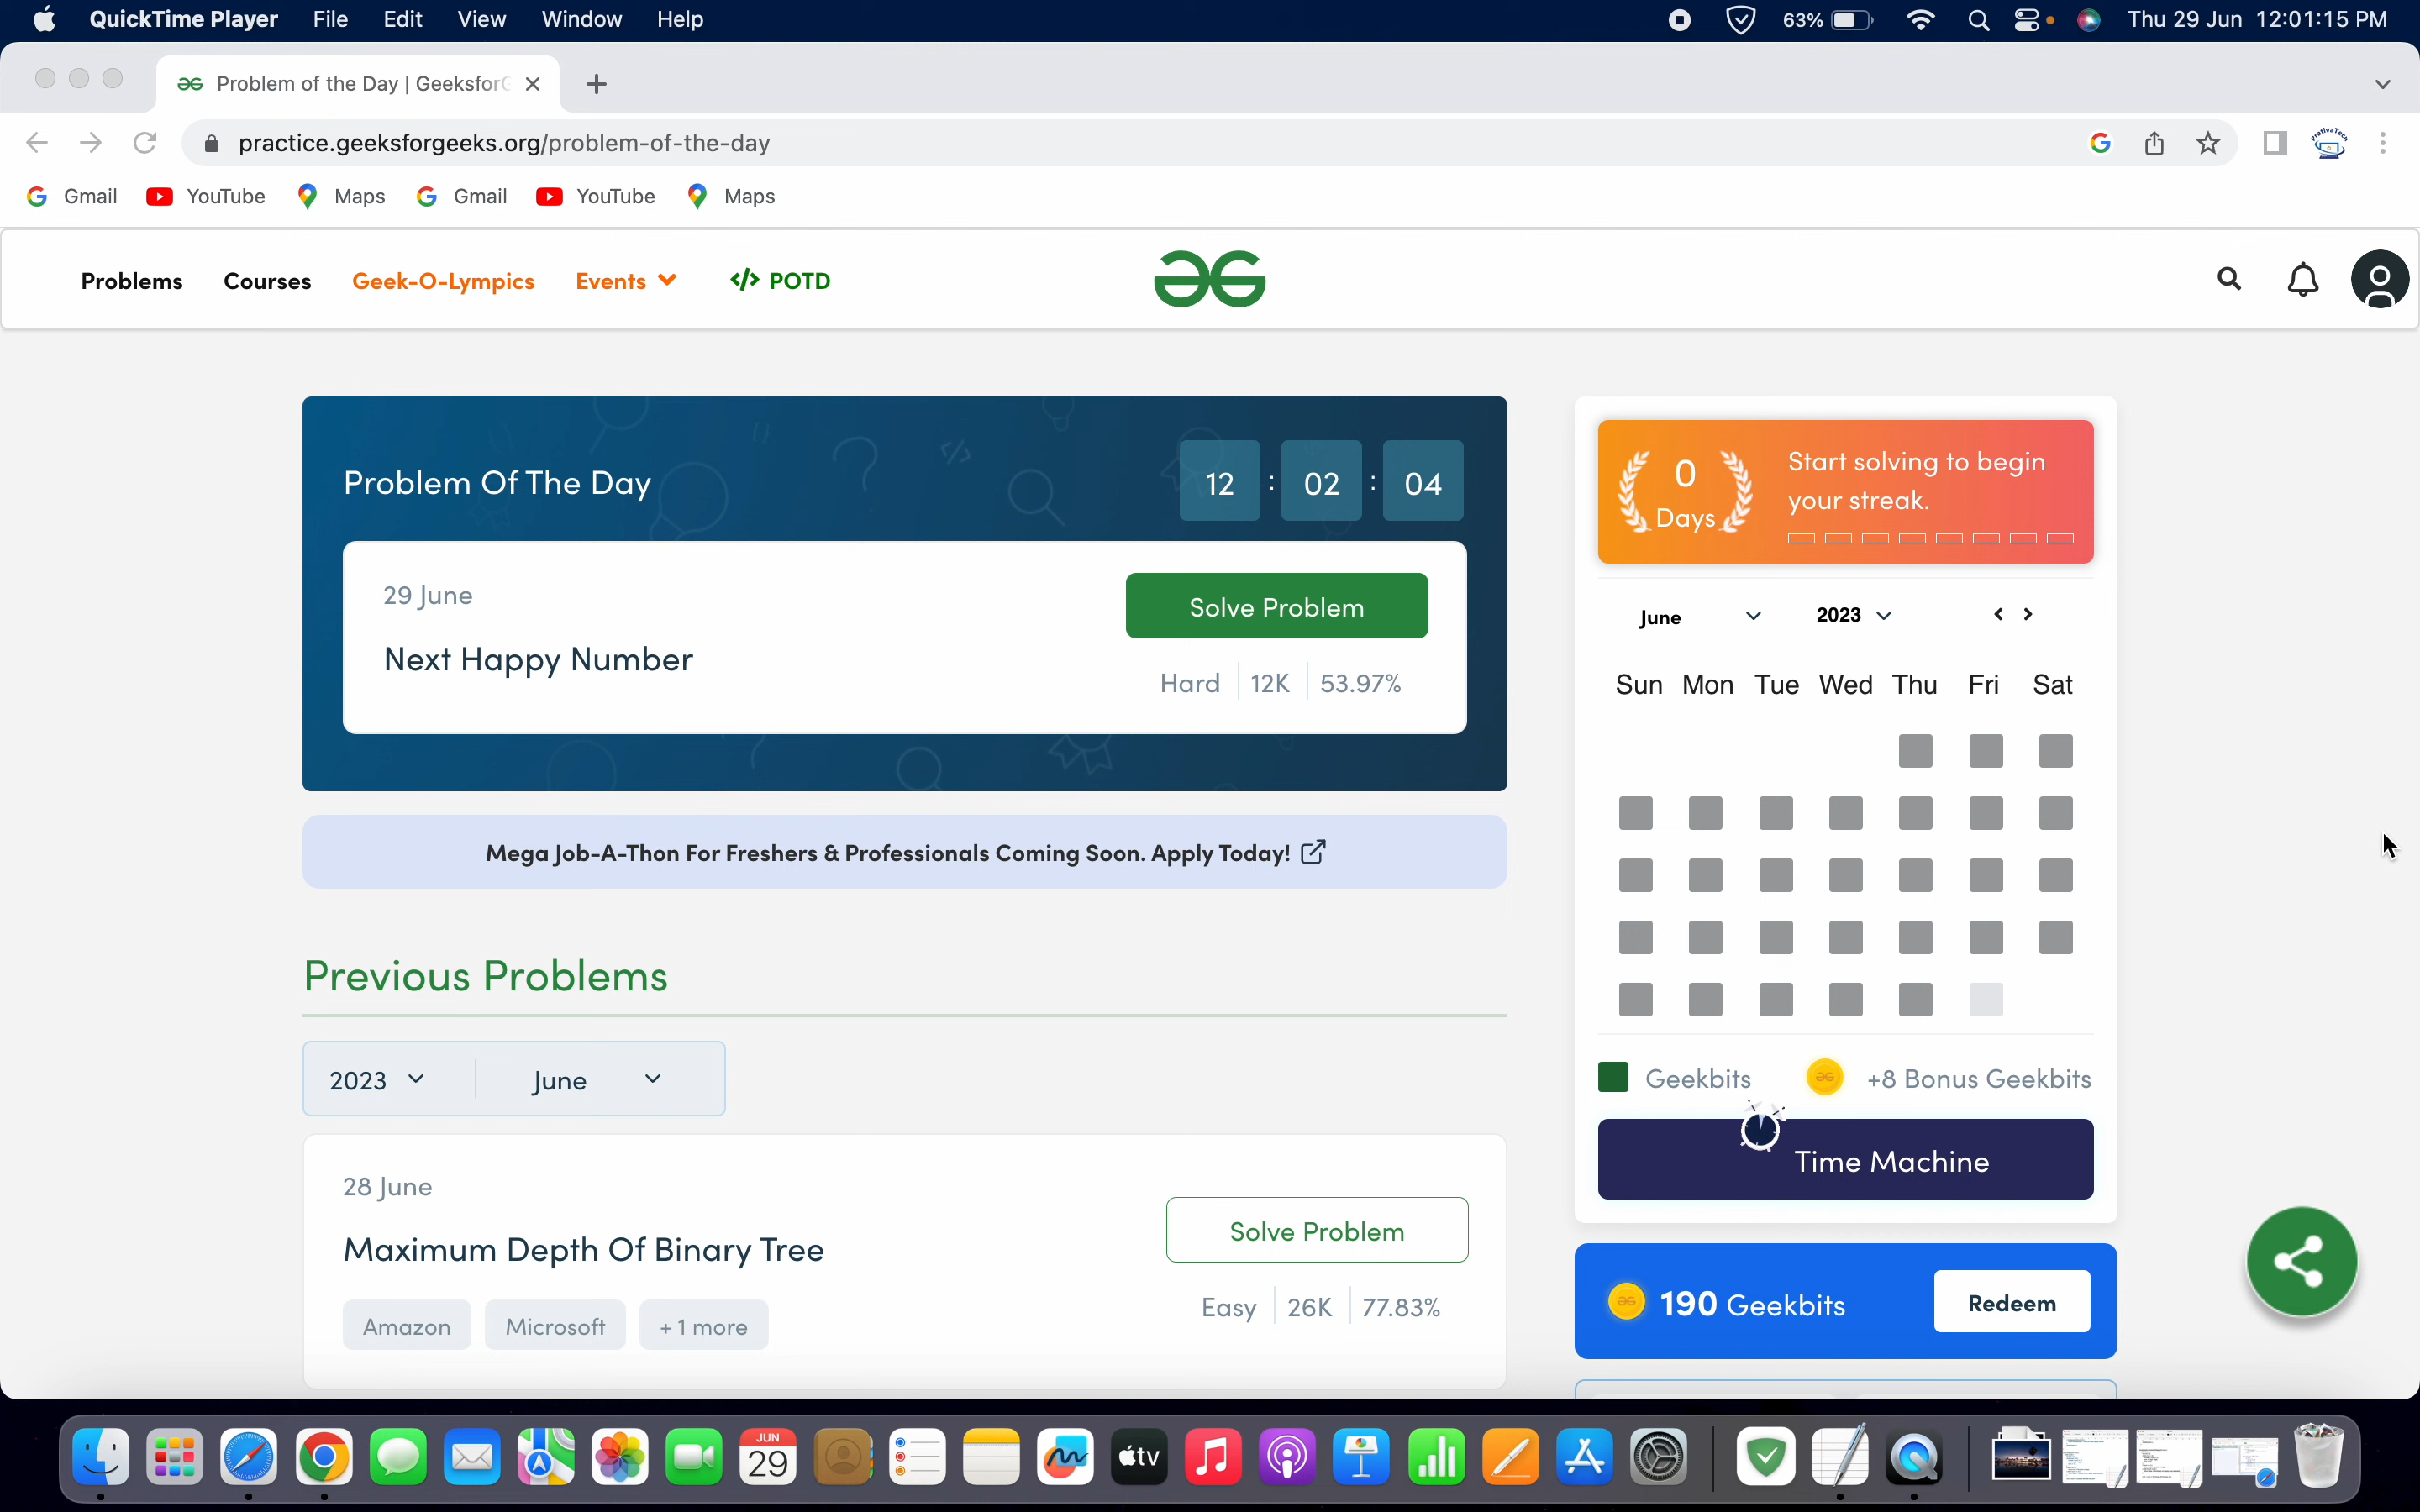 QuickTime Player File Edit View Window Help 63% Thu 29 Jun 12:01:15 PM
Problem of the Day | Geeksfor
practice.geeksforgeeks.org/problem-of-the-day
PrativaTech
Gmail YouTube Maps Gmail YouTube Maps
Problems Courses Geek-O-Lympics Events </> POTD
Problem Of The Day 12 : 02 : 04
29 June
Next Happy Number
Solve Problem
Hard 12K 53.97%
Mega Job-A-Thon For Freshers & Professionals Coming Soon. Apply Today!
Previous Problems
2023 June
28 June
Maximum Depth Of Binary Tree
Amazon Microsoft + 1 more
Solve Problem
Easy 26K 77.83%
0
Days
Start solving to begin
your streak.
June 2023
Sun Mon Tue Wed Thu Fri Sat
Geekbits +8 Bonus Geekbits
Time Machine
190 Geekbits Redeem
JUN
29
tv